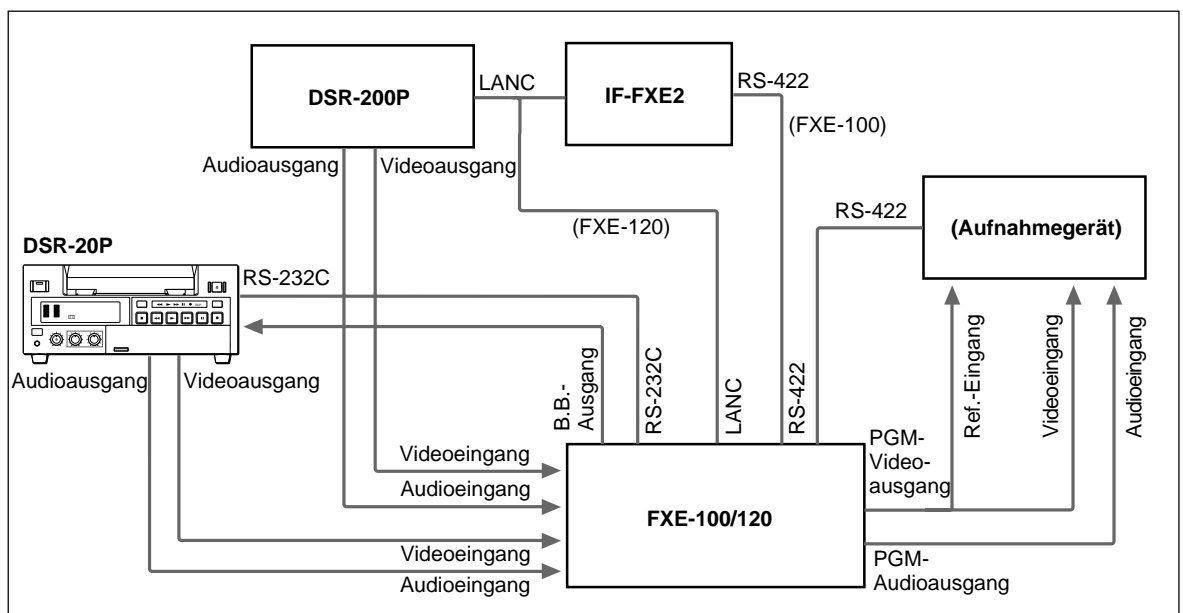 DSR-200P
LANC
IF-FXE2
RS-422
(FXE-100)
Audioausgang
Videoausgang
(FXE-120)
RS-422
(Aufnahmegerät)
DSR-20P
RS-232C
Audioausgang
Videoausgang
B.B.-
Ausgang
RS-232C
LANC
RS-422
Ref.-Eingang
Videoeingang
Audioeingang
PGM-
Video-
ausgang
Videoeingang
Audioeingang
FXE-100/120
Videoeingang
Audioeingang
PGM-
Audioausgang